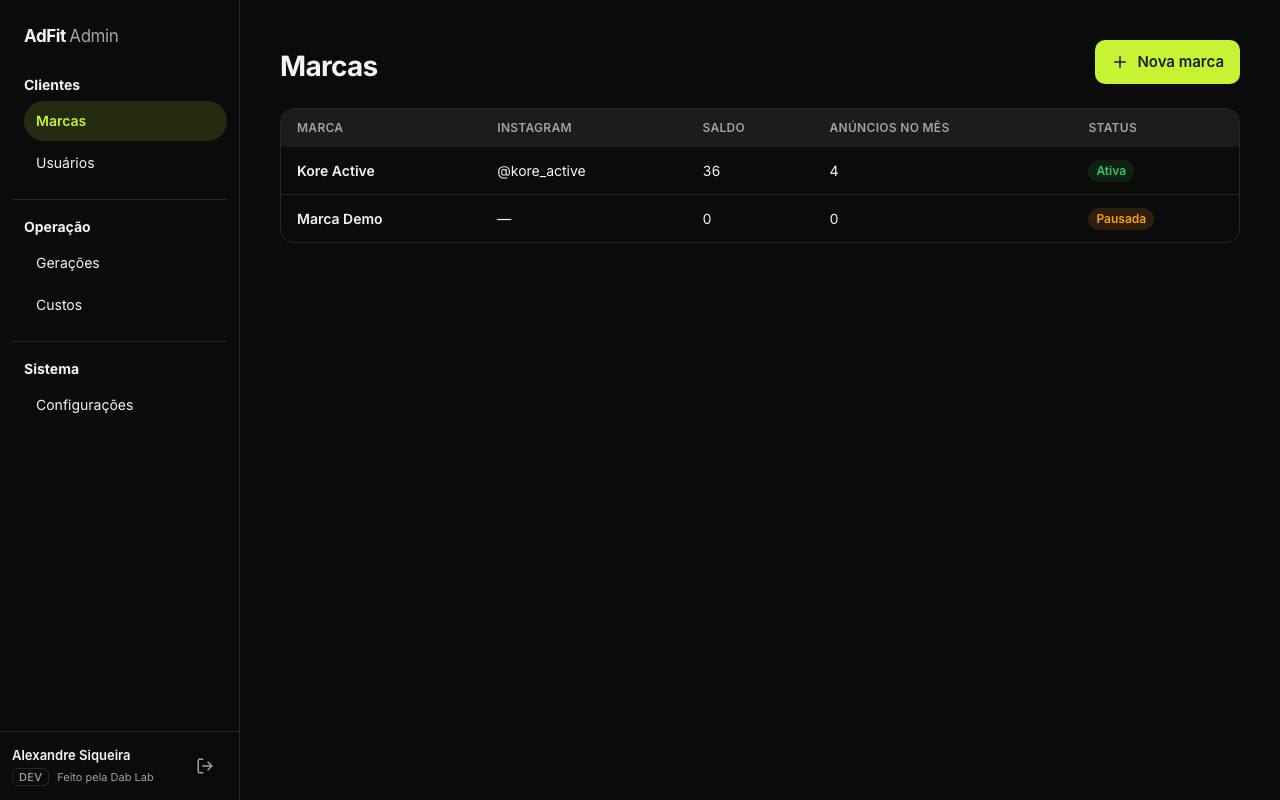 AdFit Admin
Clientes
Marcas
Usuários
Operação
Gerações
Custos
Sistema
Configurações
Alexandre Siqueira
DEV Feito pela Dab Lab
Marcas
Nova marca
MARCA INSTAGRAM SALDO ANÚNCIOS NO MÊS STATUS
Kore Active @kore_active 36 4 Ativa
Marca Demo — 0 0 Pausada